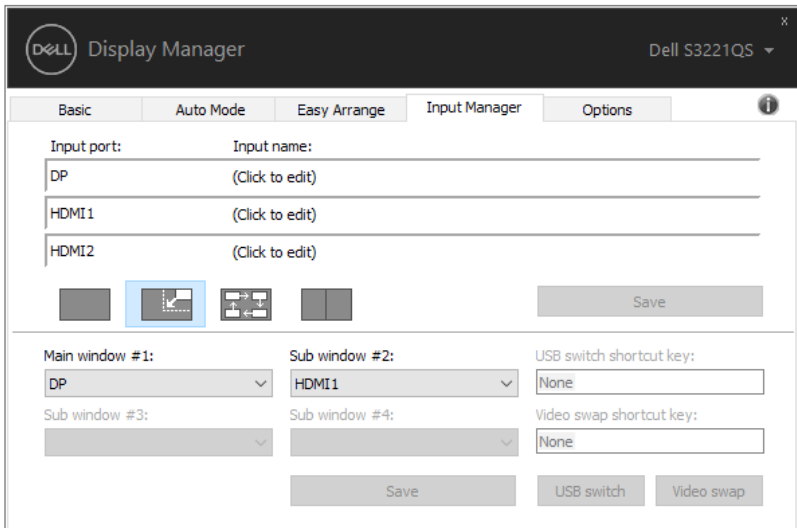 x
DELL Display Manager Dell S3221QS
Basic Auto Mode Easy Arrange Input Manager Options i
Input port: Input name:
DP (Click to edit)
HDMI1 (Click to edit)
HDMI2 (Click to edit)
Save
Main window #1: Sub window #2: USB switch shortcut key:
DP HDMI1 None
Sub window #3: Sub window #4: Video swap shortcut key:
None
Save USB switch Video swap